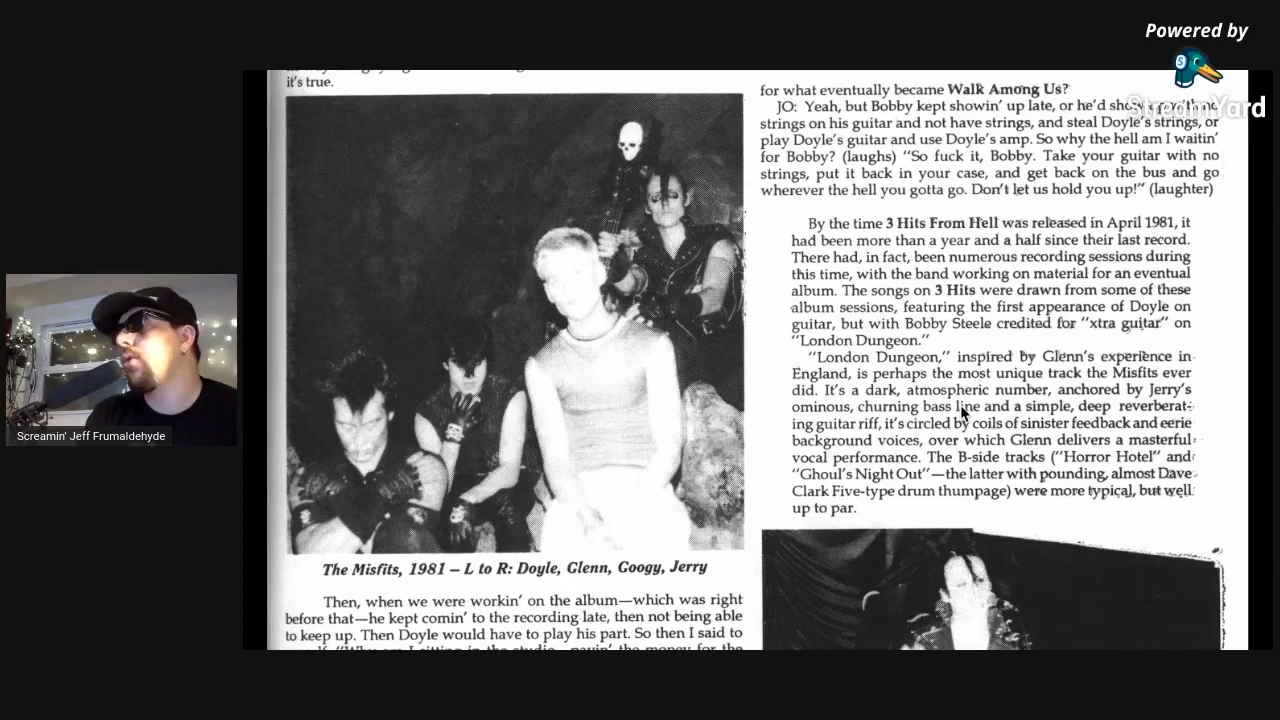 Powered by
StreamYard
it's true.
The Misfits, 1981 – L to R: Doyle, Glenn, Googy, Jerry
Then, when we were workin' on the album—which was right
before that—he kept comin' to the recording late, then not being able
to keep up. Then Doyle would have to play his part. So then I said to
for what eventually became Walk Among Us?
JO: Yeah, but Bobby kept showin' up late, or he'd show
strings on his guitar and not have strings, and steal Doyle's strings, or
play Doyle's guitar and use Doyle's amp. So why the hell am I waitin'
for Bobby? (laughs) "So fuck it, Bobby. Take your guitar with no
strings, put it back in your case, and get back on the bus and go
wherever the hell you gotta go. Don't let us hold you up!" (laughter)
By the time 3 Hits From Hell was released in April 1981, it
had been more than a year and a half since their last record.
There had, in fact, been numerous recording sessions during
this time, with the band working on material for an eventual
album. The songs on 3 Hits were drawn from some of these
album sessions, featuring the first appearance of Doyle on
guitar, but with Bobby Steele credited for "xtra guitar" on
"London Dungeon."
"London Dungeon," inspired by Glenn's experience in
England, is perhaps the most unique track the Misfits ever
did. It's a dark, atmospheric number, anchored by Jerry's
ominous, churning bass line and a simple, deep reverberat-
ing guitar riff, it's circled by coils of sinister feedback and eerie
background voices, over which Glenn delivers a masterful
vocal performance. The B-side tracks ("Horror Hotel" and
"Ghoul's Night Out"—the latter with pounding, almost Dave
Clark Five-type drum thumpage) were more typical, but well
up to par.
Screamin' Jeff Frumaldehyde